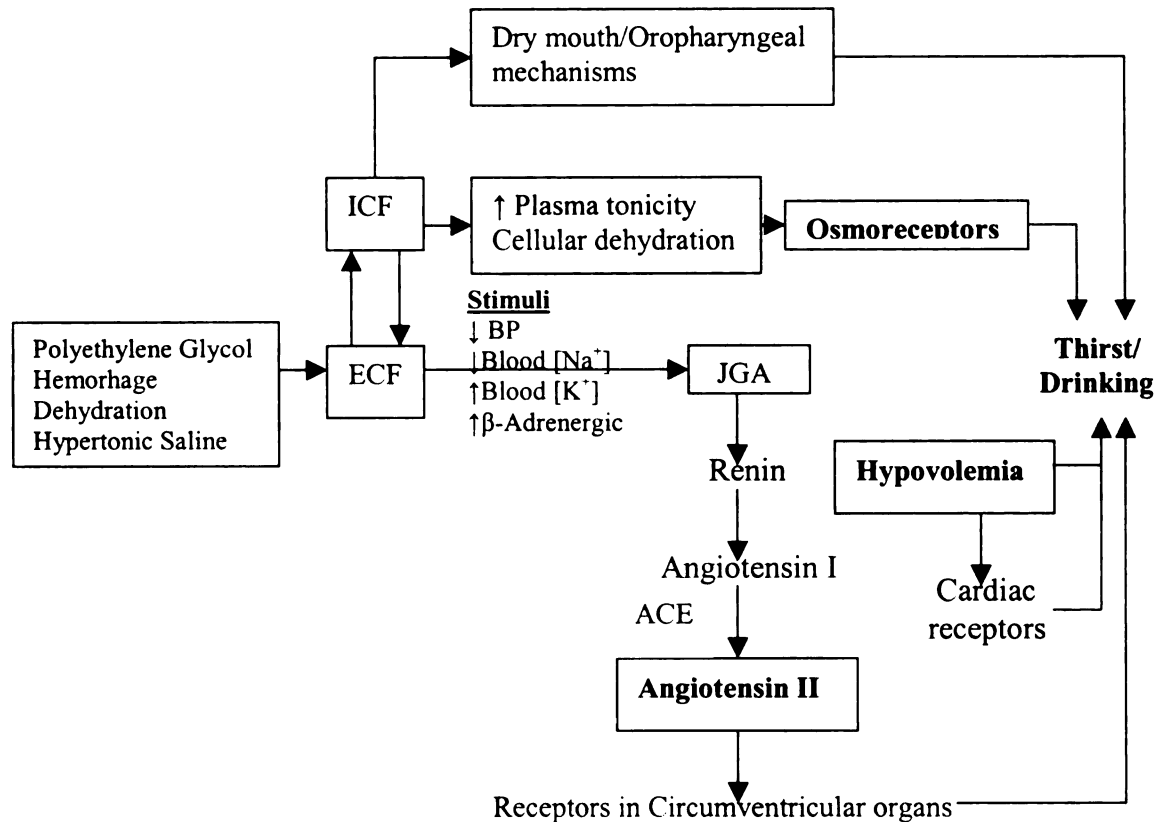 Dry mouth/Oropharyngeal
mechanisms
ICF
↑ Plasma tonicity
Cellular dehydration
Osmoreceptors
Stimuli
↓ BP
↓Blood [Na⁺]
↑Blood [K⁺]
↑β-Adrenergic
Polyethylene Glycol
Hemorhage
Dehydration
Hypertonic Saline
ECF
JGA
Thirst/
Drinking
Renin
Hypovolemia
Angiotensin I
ACE
Cardiac
receptors
Angiotensin II
Receptors in Circumventricular organs